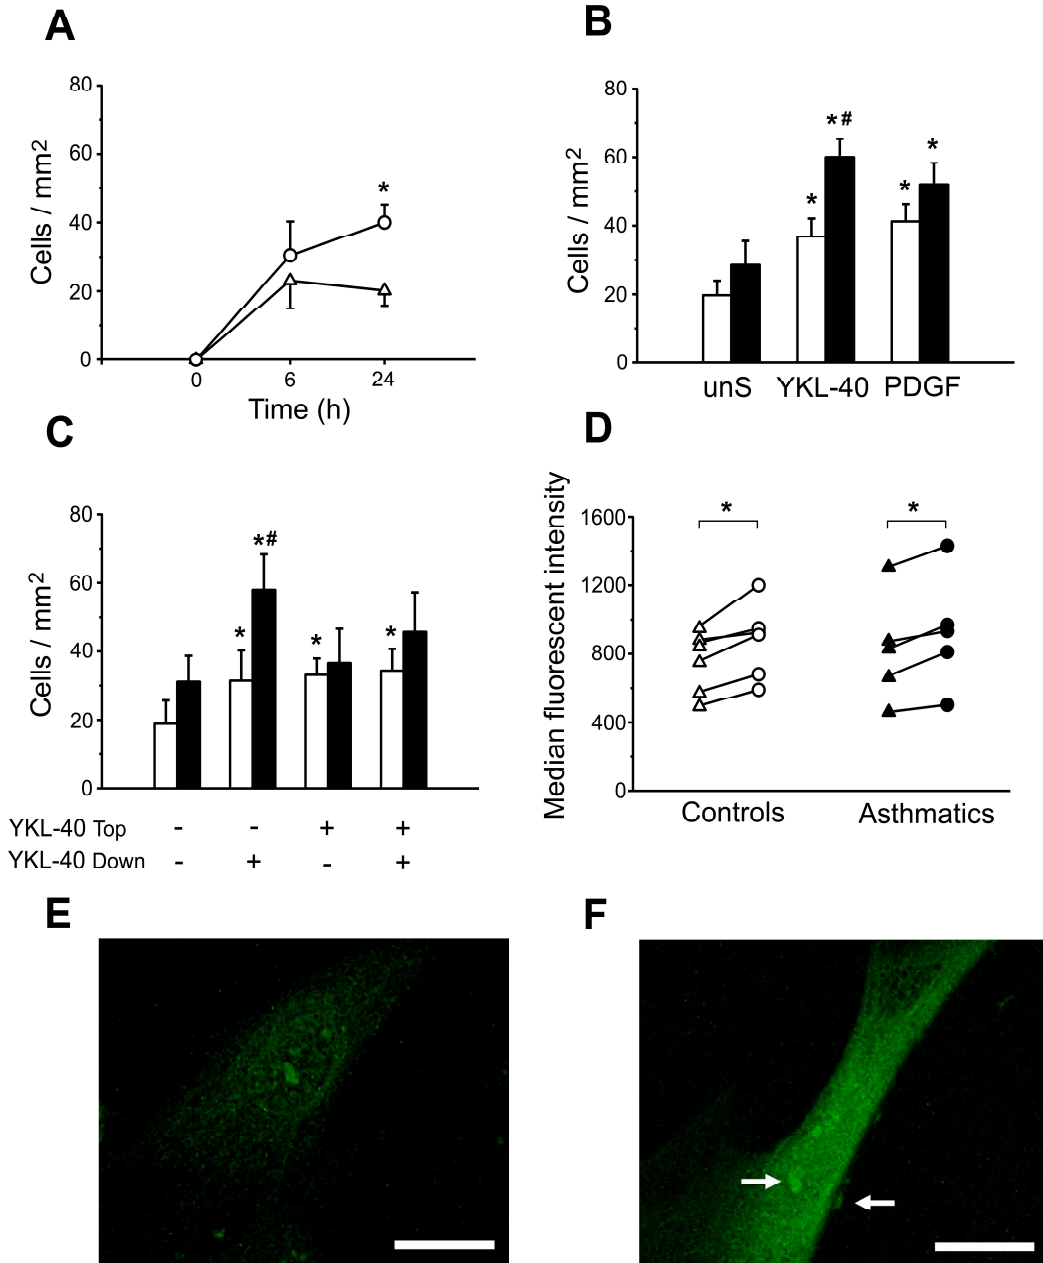 A
Cells / mm2
80
60
40
20
0
*
0 6 24
Time (h)
B
Cells / mm2
80
60
40
20
0
* *# * *
unS YKL-40 PDGF
C
Cells / mm2
80
60
40
20
0
* *# * *
YKL-40 Top - - + +
YKL-40 Down - + - +
D
Median fluorescent intensity
1600
1200
800
400
0
* *
Controls Asthmatics
E
F